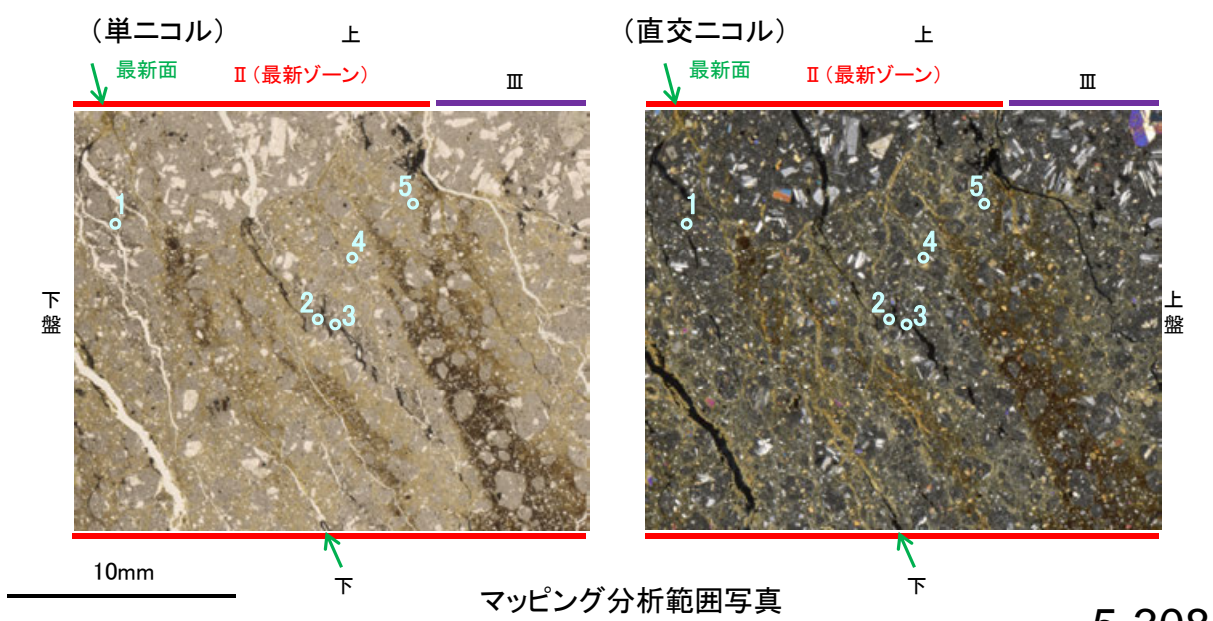 （単ニコル）
上
（直交ニコル）
上
最新面
Ⅱ（最新ゾーン）
Ⅲ
最新面
Ⅱ（最新ゾーン）
Ⅲ
1
5
4
2
3
1
5
4
2
3
下盤
上盤
10mm
下
下
マッピング分析範囲写真